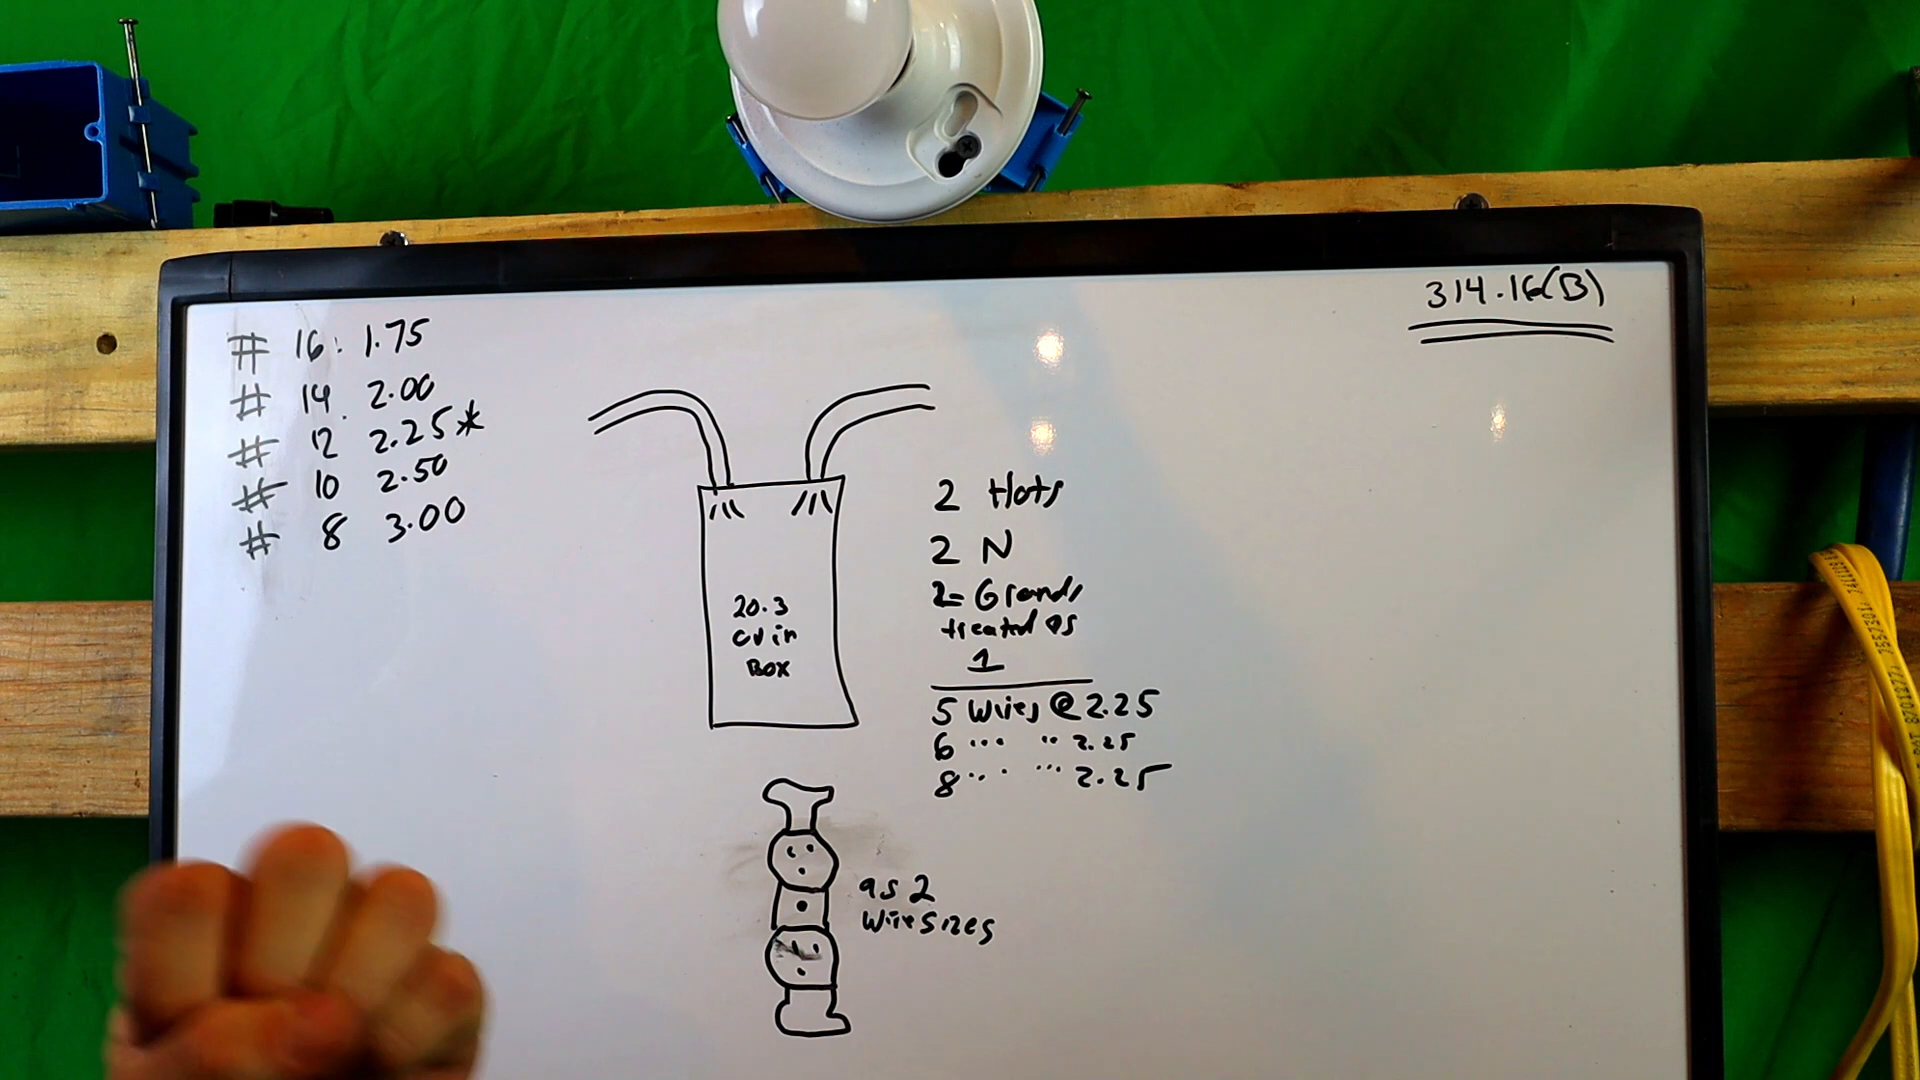 314.16(B)
# 16: 1.75
# 14 2.00
# 12 2.25*
# 10 2.50
# 8 3.00
2 Hots
2 N
2= Grounds
treated as
1
5 Wires @ 2.25
6 ... .. 2.25
8 ... ... 2.25
20.3
cu in
Box
as 2
wire sizes